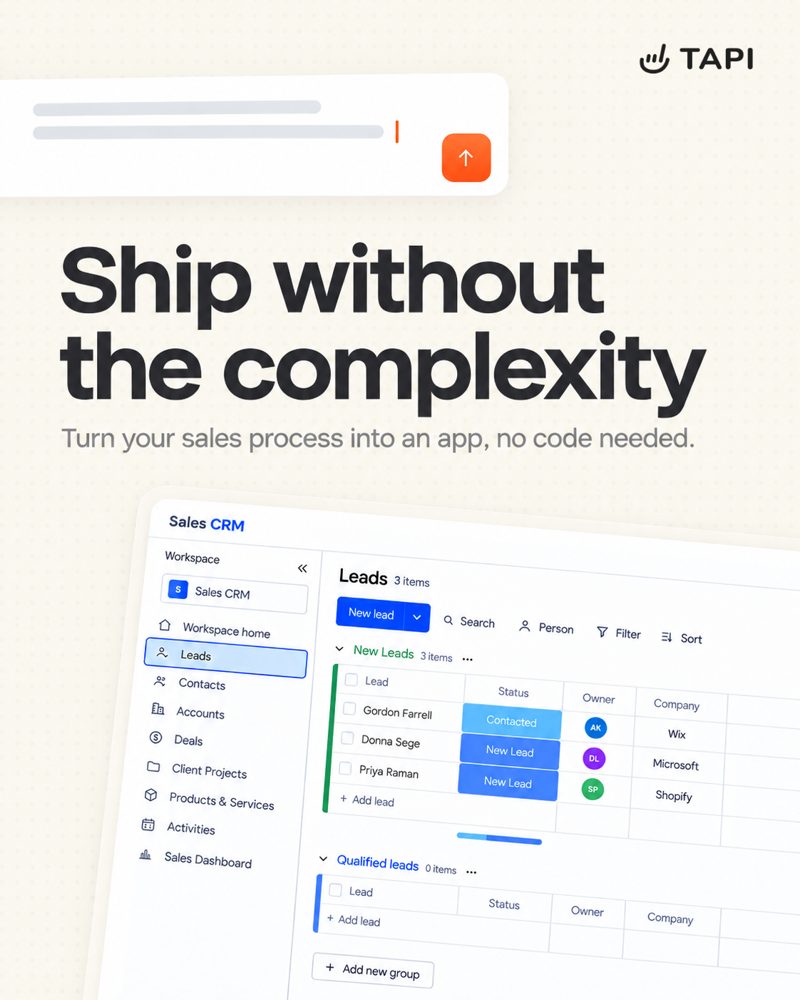 TAPI
Ship without
the complexity
Turn your sales process into an app, no code needed.
Sales CRM
Workspace
S Sales CRM
Workspace home
Leads
Contacts
Accounts
Deals
Client Projects
Products & Services
Activities
Sales Dashboard
Leads 3 items
New lead Search Person Filter Sort
New Leads 3 items
Lead Status Owner Company
Gordon Farrell Contacted AK Wix
Donna Sege New Lead DL Microsoft
Priya Raman New Lead SP Shopify
+ Add lead
Qualified leads 0 items
Lead Status Owner Company
+ Add lead
+ Add new group